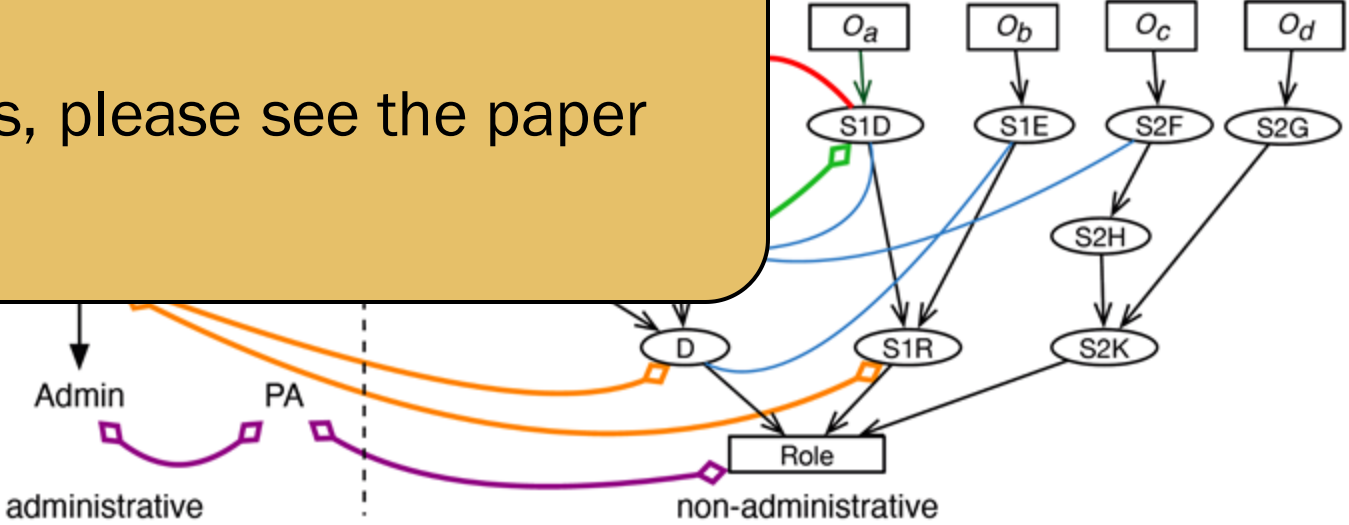 s, please see the paper
Oa Ob Oc Od
S1D S1E S2F S2G
S2H
D S1R S2K
Admin PA
Role
administrative non-administrative